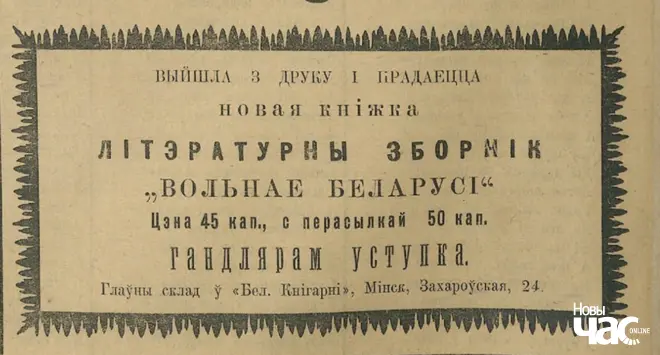 ВЫЙШЛА З ДРУКУ І ПРАДАЕЦЦА
НОВАЯ КНІЖКА
ЛІТЭРАТУРНЫ ЗБОРНІК
„ВОЛЬНАЕ БЕЛАРУСІ“
Цэна 45 кап., с перасылкай 50 кап.
ГАНДЛЯРАМ УСТУПКА.
Глаўны склад ў «Бел. Кнігарні», Мінск, Захароўская, 24.
Новы
Час
ONLINE